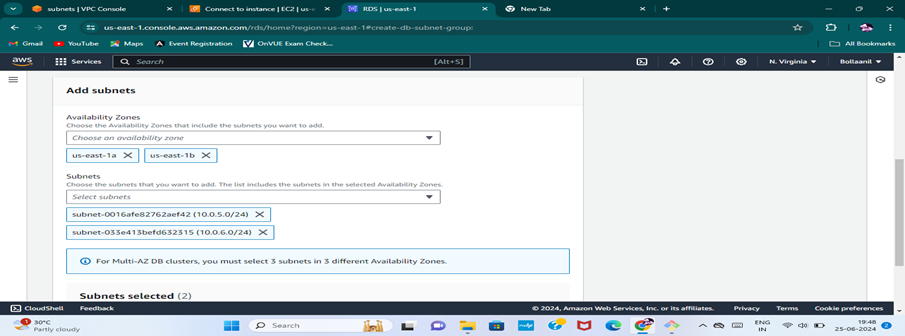 subnets | VPC Console
Connect to instance | EC2 | us-e
RDS | us-east-1
New Tab
us-east-1.console.aws.amazon.com/rds/home?region=us-east-1#create-db-subnet-group:
Gmail
YouTube
Maps
Event Registration
OnVUE Exam Check...
All Bookmarks
aws
Services
Search
[Alt+S]
N. Virginia
Bollaanil
Add subnets
Availability Zones
Choose the Availability Zones that include the subnets you want to add.
Choose an availability zone
us-east-1a
us-east-1b
Subnets
Choose the subnets that you want to add. The list includes the subnets in the selected Availability Zones.
Select subnets
subnet-0016afe82762aef42 (10.0.5.0/24)
subnet-033e413befd632315 (10.0.6.0/24)
For Multi-AZ DB clusters, you must select 3 subnets in 3 different Availability Zones.
Subnets selected (2)
CloudShell
Feedback
© 2024, Amazon Web Services, Inc. or its affiliates.
Privacy
Terms
Cookie preferences
30°C
Partly cloudy
Search
ENG
IN
19:48
25-06-2024